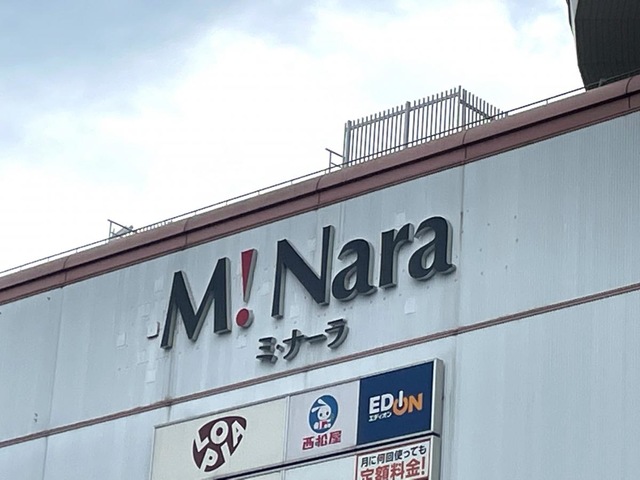 M!Nara
ミ・ナーラ
LOPIA
西松屋
EDION
エディオン
月に何回使っても
定額料金!